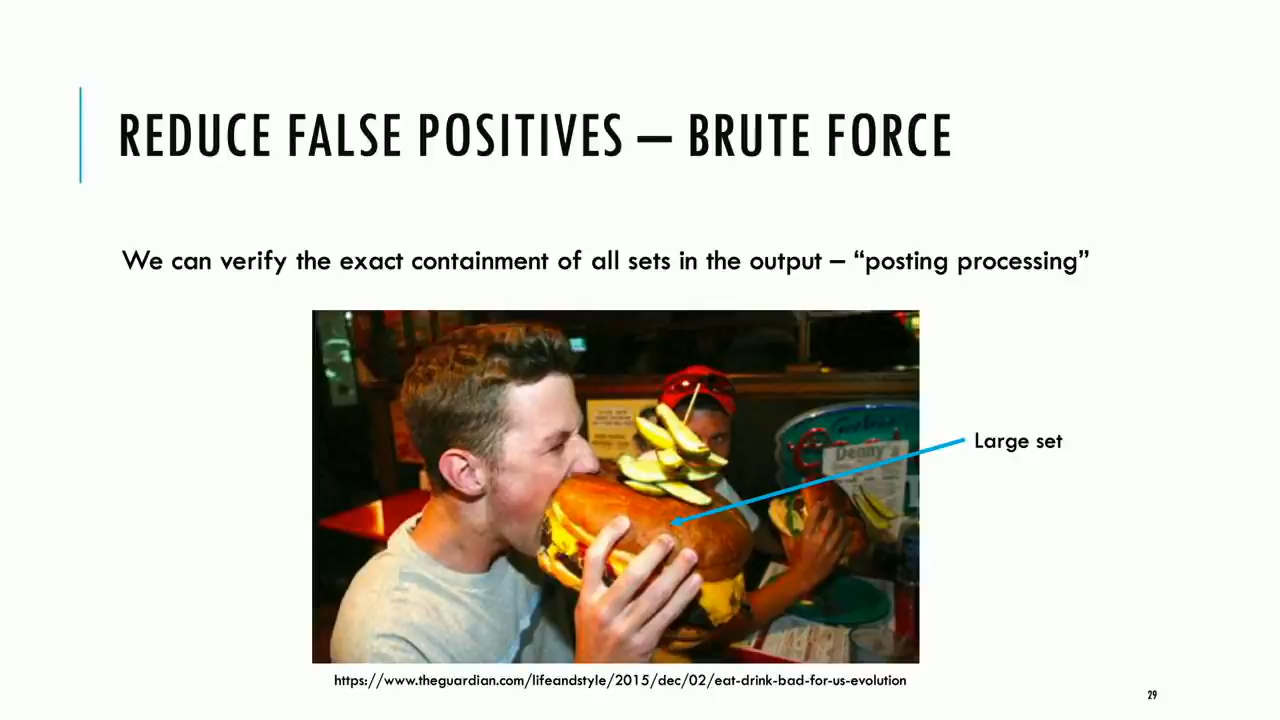 REDUCE FALSE POSITIVES – BRUTE FORCE
We can verify the exact containment of all sets in the output – “posting processing”
Denny
Large set
https://www.theguardian.com/lifeandstyle/2015/dec/02/eat-drink-bad-for-us-evolution
29